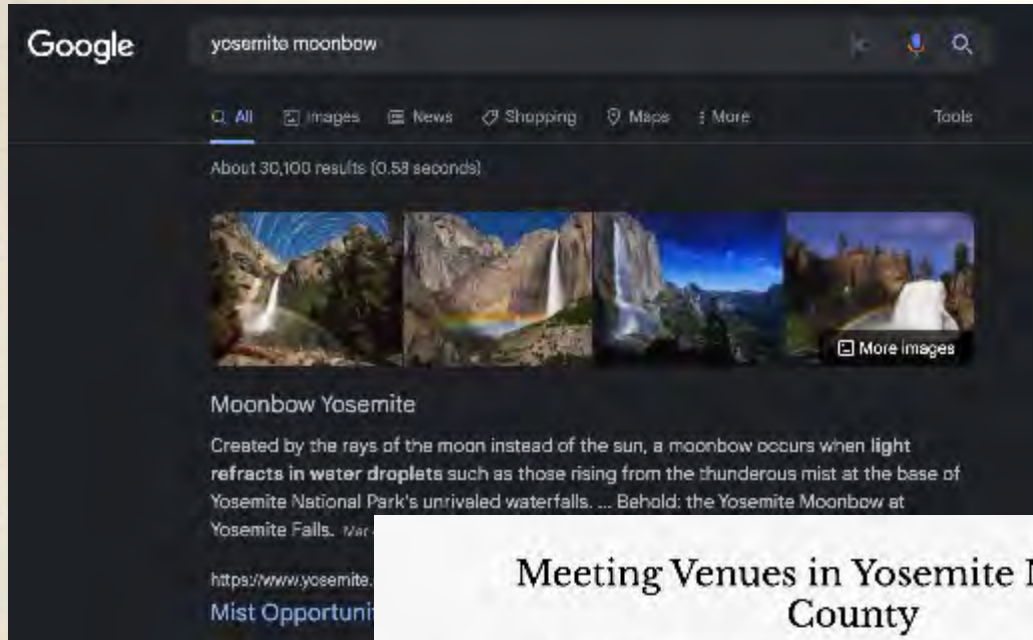 Google
yosemite moonbow
All Images News Shopping Maps More Tools
About 30,100 results (0.58 seconds)
More images
Moonbow Yosemite
Created by the rays of the moon instead of the sun, a moonbow occurs when light
refracts in water droplets such as those rising from the thunderous mist at the base of
Yosemite National Park's unrivaled waterfalls. ... Behold: the Yosemite Moonbow at
Yosemite Falls.
https://www.yosemite.
Mist
Meeting Venues in Yosemite
County